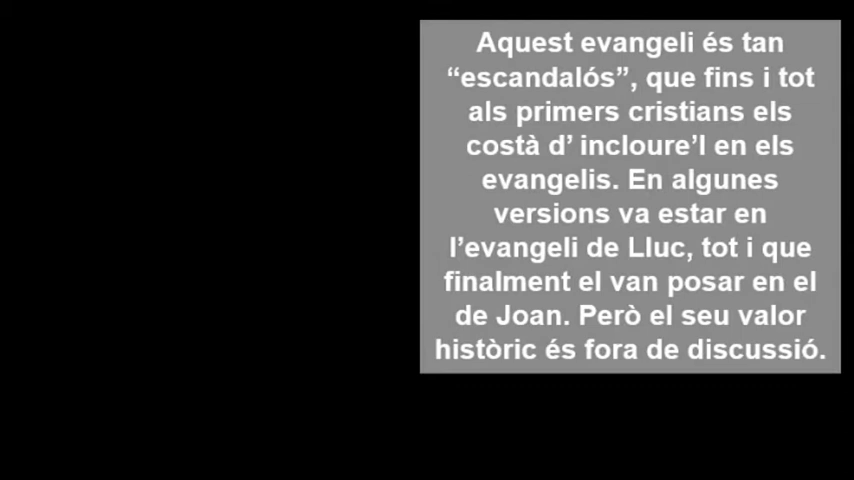 Aquest evangeli és tan
“escandalós”, que fins i tot
als primers cristians els
costà d’ incloure’l en els
evangelis. En algunes
versions va estar en
l’evangeli de Lluc, tot i que
finalment el van posar en el
de Joan. Però el seu valor
històric és fora de discussió.